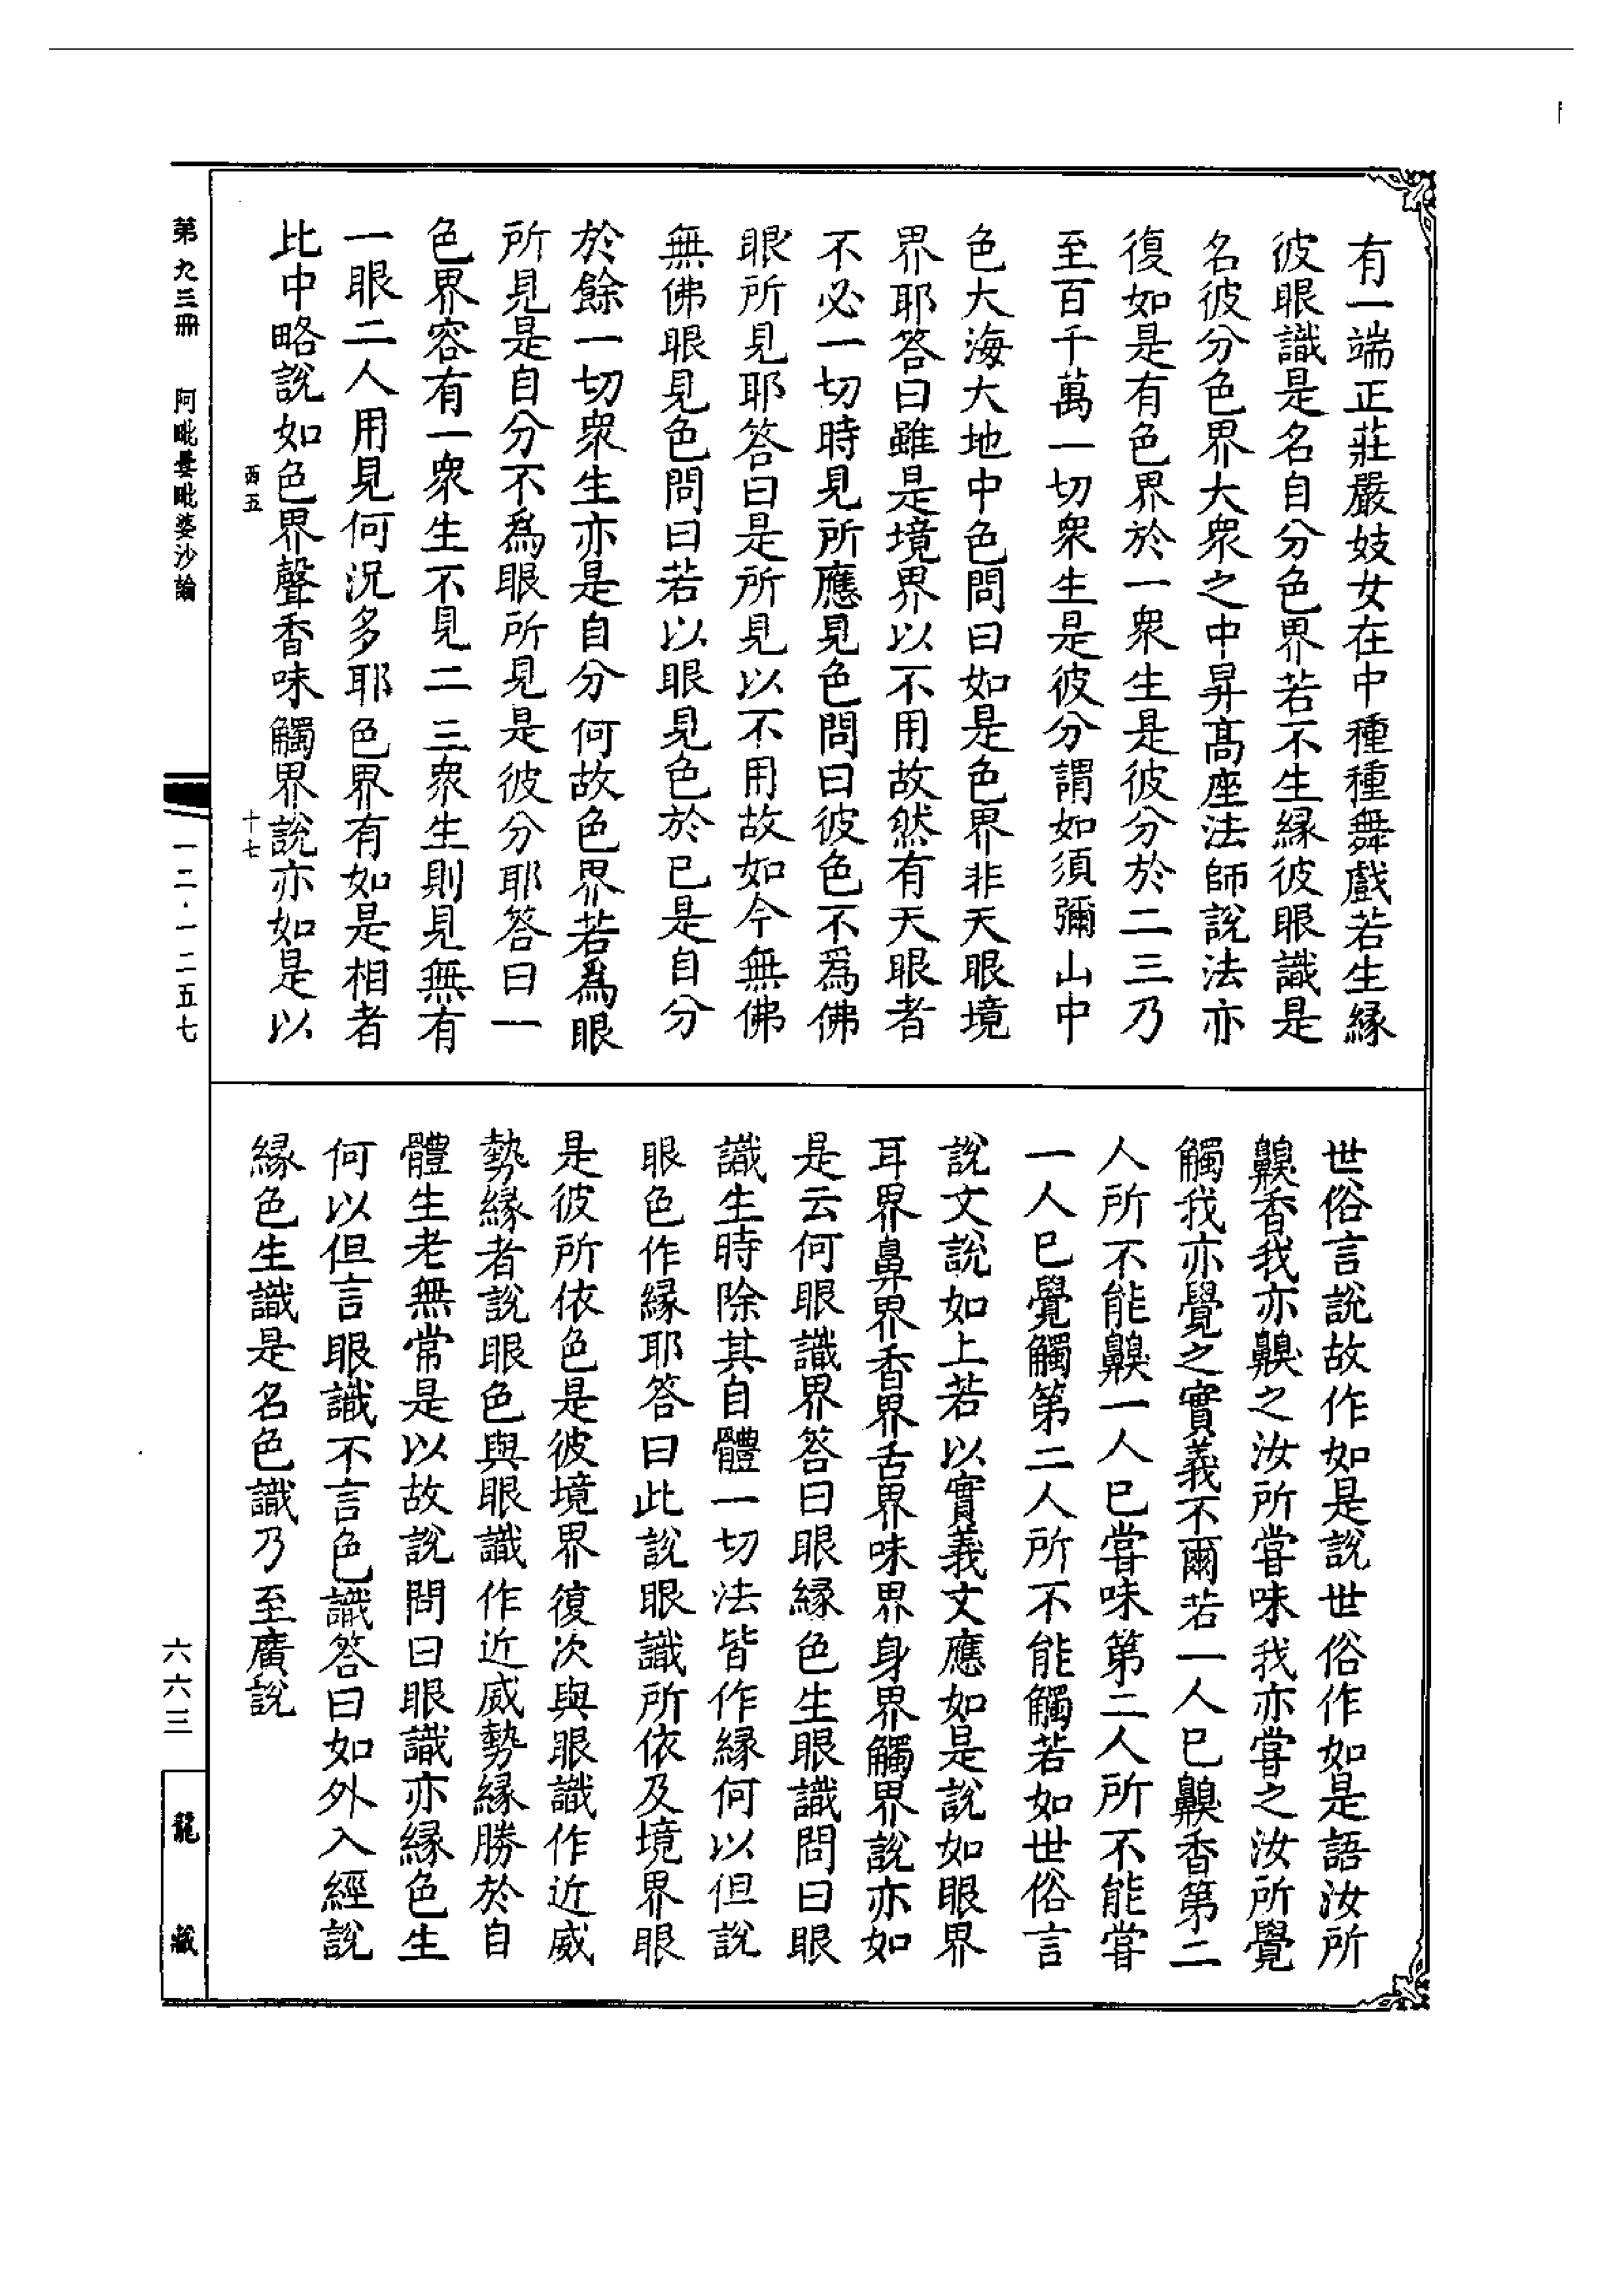 有一端正莊嚴妓女在中種種舞戲若生緣
彼眼識是名自分色界若不生緣彼眼識是
名彼分色界大衆之中昇高座法師說法亦
復如是有色界於一衆生是彼分於二三乃
至百千萬一切衆生是彼分謂如須彌山中
色大海大地中色問曰如是色界非天眼境
界耶答曰雖是境界以不用故然有天眼者
不必一切時見所應見色問曰彼色不爲佛
眼所見耶答曰是所見以不用故如今無佛
無佛眼見色問曰若以眼見色於已是自分
於餘一切衆生亦是自分何故色界若爲眼
所見是自分不爲眼所見是彼分耶答曰一
色界容有一衆生不見二三衆生則見無有
一眼二人用見何況多耶色界有如是相者
比中略說如色界聲香味觸界說亦如是以
西五
十七
世俗言說故作如是說世俗作如是語汝所
齅香我亦齅之汝所甞味我亦甞之汝所覺
觸我亦覺之實義不爾若一人已齅香第二
人所不能齅一人已甞味第二人所不能甞
一人已覺觸第二人所不能觸若如世俗言
說文說如上若以實義文應如是說如眼界
耳界鼻界香界舌界味界身界觸界說亦如
是云何眼識界答曰眼緣色生眼識問曰眼
識生時除其自體一切法皆作緣何以但說
眼色作緣耶答曰此說眼識所依及境界眼
是彼所依色是彼境界復次與眼識作近威
勢緣者說眼色與眼識作近威勢緣勝於自
體生老無常是以故說問曰眼識亦緣色生
何以但言眼識不言色識答曰如外入經說
緣色生識是名色識乃至廣說
第九三冊
阿毗曇毗婆沙論
一二·一二五七
六六三
龍藏